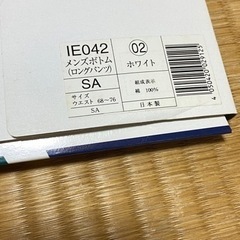 IE042
メンズボトム
(ロングパンツ)
SA
サイズ
ウエスト 68~76
SA
02
ホワイト
組成表示
綿 100%
日本製